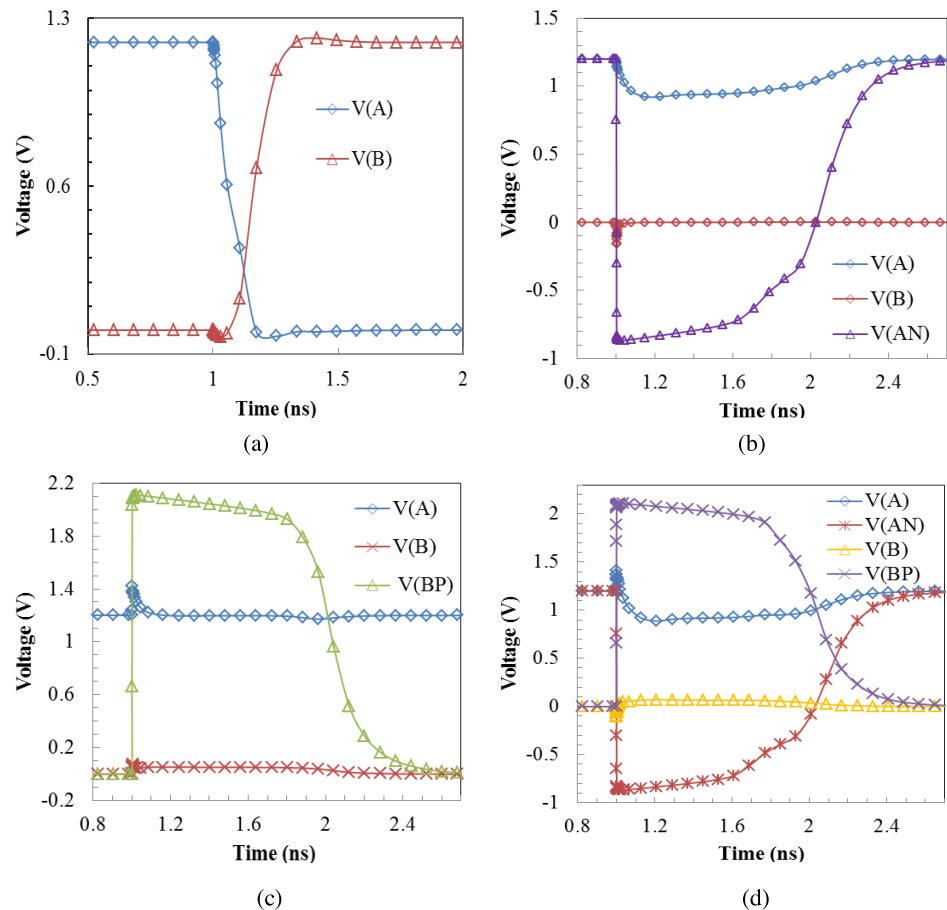 1.3
0.6
-0.1
Voltage (V)
V(A)
V(B)
0.5
1
1.5
2
Time (ns)
(a)
1.5
1
0.5
0
-0.5
-1
Voltage (V)
V(A)
V(B)
V(AN)
0.8
1.2
1.6
2
2.4
Time (ns)
(b)
2.2
1.8
1.4
1
0.6
0.2
-0.2
Voltage (V)
V(A)
V(B)
V(BP)
0.8
1.2
1.6
2
2.4
Time (ns)
(c)
2
1.5
1
0.5
0
-0.5
-1
Voltage (V)
V(A)
V(AN)
V(B)
V(BP)
0.8
1.2
1.6
2
2.4
Time (ns)
(d)